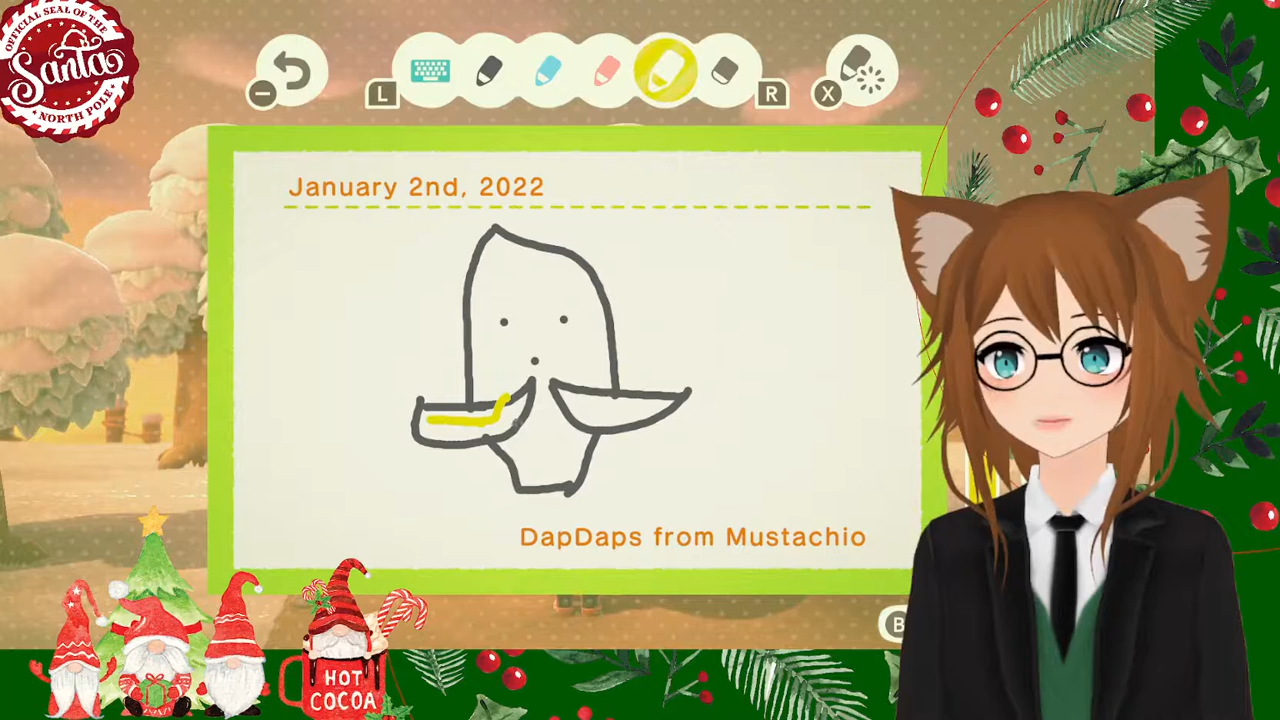 OFFICIAL SEAL OF THE
Santa
NORTH POLE
L
R
X
January 2nd, 2022
DapDaps from Mustachio
B
HOT
COCOA